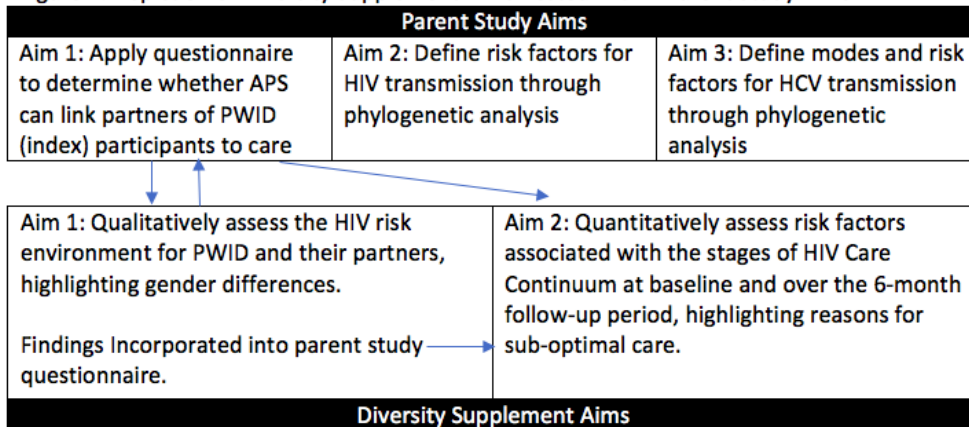 Parent Study Aims
Aim 1: Apply questionnaire
to determine whether APS
can link partners of PWID
(index) participants to care
Aim 2: Define risk factors for
HIV transmission through
phylogenetic analysis
Aim 3: Define modes and risk
factors for HCV transmission
through phylogenetic
analysis
Aim 1: Qualitatively assess the HIV risk
environment for PWID and their partners,
highlighting gender differences.
Findings Incorporated into parent study
questionnaire.
Aim 2: Quantitatively assess risk factors
associated with the stages of HIV Care
Continuum at baseline and over the 6-month
follow-up period, highlighting reasons for
sub-optimal care.
Diversity Supplement Aims